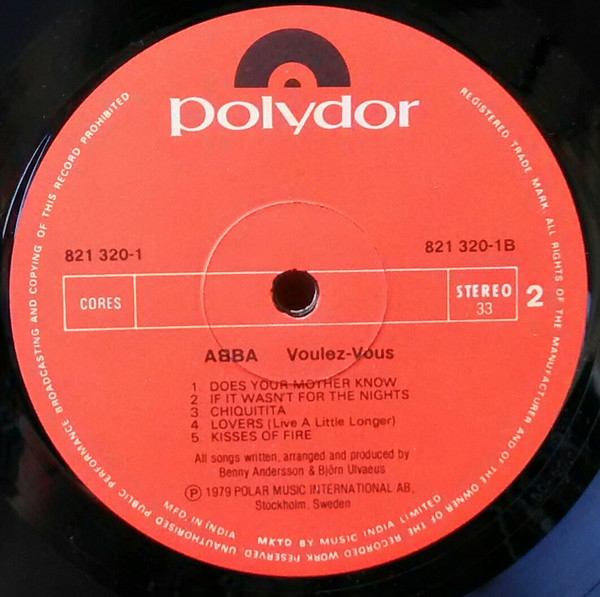 polydor
UNAUTHORISED PUBLIC PERFORMANCE BROADCASTING AND COPYING OF THIS RECORD PROHIBITED
REGISTERED TRADE MARK. ALL RIGHTS OF THE MANUFACTURER AND OF THE OWNER OF THE RECORDED WORK RESERVED
821 320-1
821 320-1B
CORES
STEREO
33
2
ABBA Voulez-Vous
1 DOES YOUR MOTHER KNOW
2 IF IT WASN'T FOR THE NIGHTS
3 CHIQUITITA
4 LOVERS (Live A Little Longer)
5. KISSES OF FIRE
All songs written, arranged and produced by
Benny Andersson & Björn Ulvaeus
Ⓟ 1979 POLAR MUSIC INTERNATIONAL AB,
Stockholm, Sweden
MFD. IN INDIA
MKTD BY MUSIC INDIA LIMITED